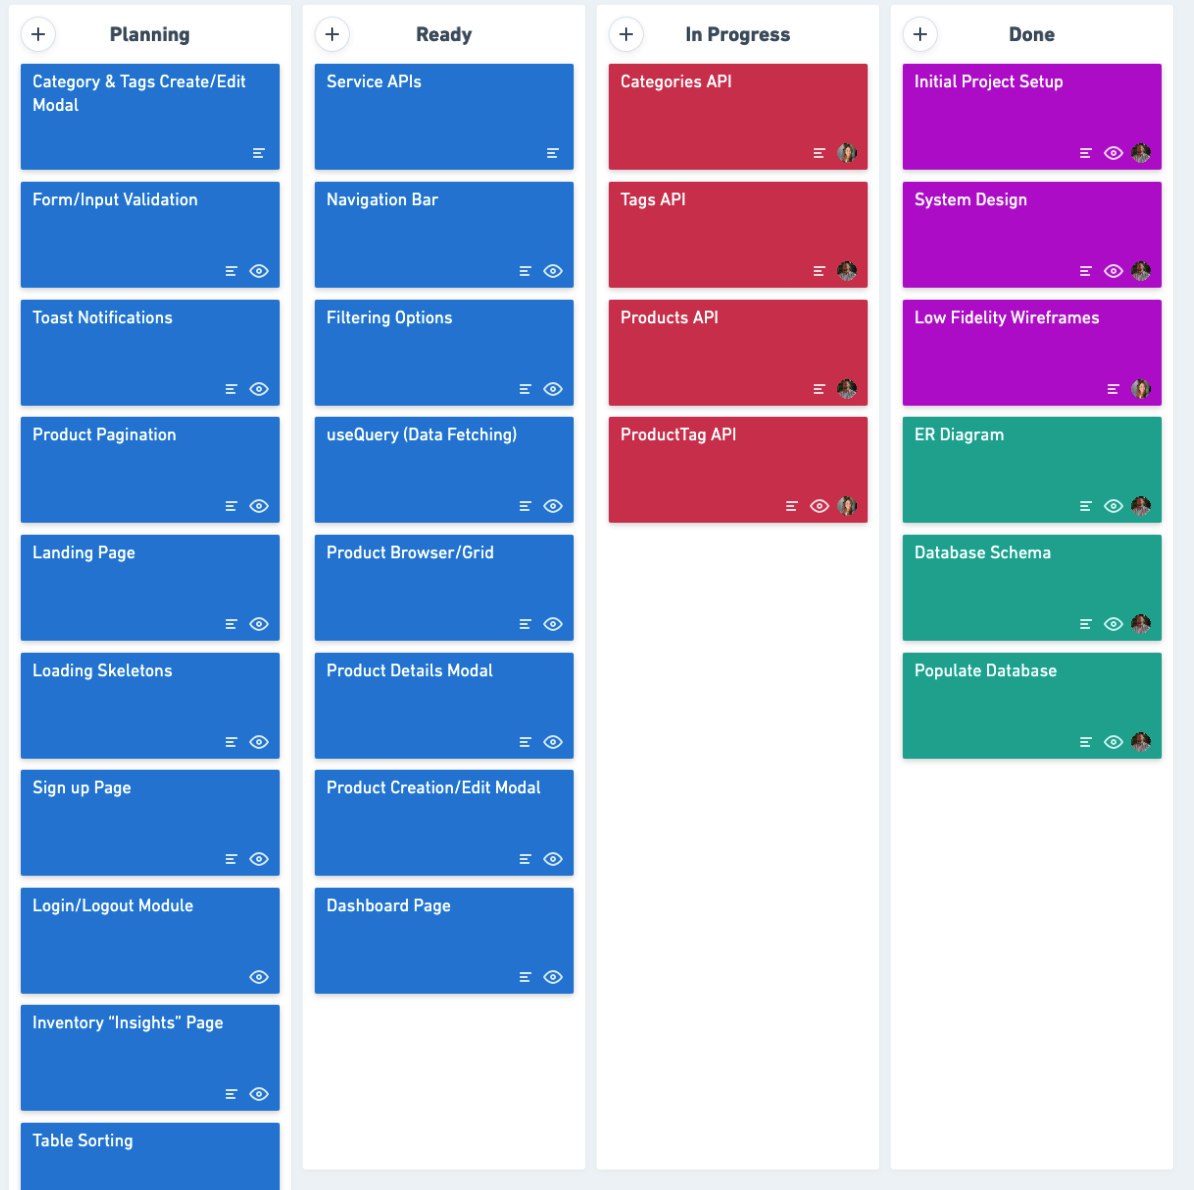 Planning
Category & Tags Create/Edit
Modal
Form/Input Validation
Toast Notifications
Product Pagination
Landing Page
Loading Skeletons
Sign up Page
Login/Logout Module
Inventory “Insights” Page
Table Sorting
Ready
Service APIs
Navigation Bar
Filtering Options
useQuery (Data Fetching)
Product Browser/Grid
Product Details Modal
Product Creation/Edit Modal
Dashboard Page
In Progress
Categories API
Tags API
Products API
ProductTag API
Done
Initial Project Setup
System Design
Low Fidelity Wireframes
ER Diagram
Database Schema
Populate Database